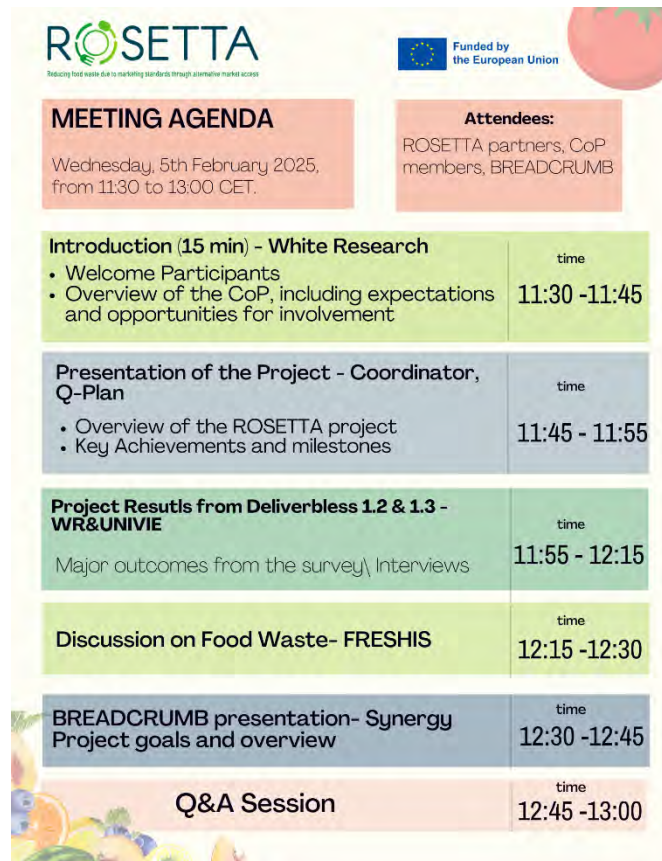 ROSETTA
Reducing food waste due to marketing standards through alternative market access
Funded by
the European Union
MEETING AGENDA
Wednesday, 5th February 2025,
from 11:30 to 13:00 CET.
Attendees:
ROSETTA partners, CoP
members, BREADCRUMB
Introduction (15 min) - White Research
• Welcome Participants
• Overview of the CoP, including expectations
and opportunities for involvement
time
11:30 -11:45
Presentation of the Project - Coordinator,
Q-Plan
• Overview of the ROSETTA project
• Key Achievements and milestones
time
11:45 - 11:55
Project Resutls from Deliverbless 1.2 & 1.3 -
WR&UNIVIE
Major outcomes from the survey\ Interviews
time
11:55 - 12:15
Discussion on Food Waste- FRESHIS
time
12:15 -12:30
BREADCRUMB presentation- Synergy
Project goals and overview
time
12:30 -12:45
Q&A Session
time
12:45 -13:00